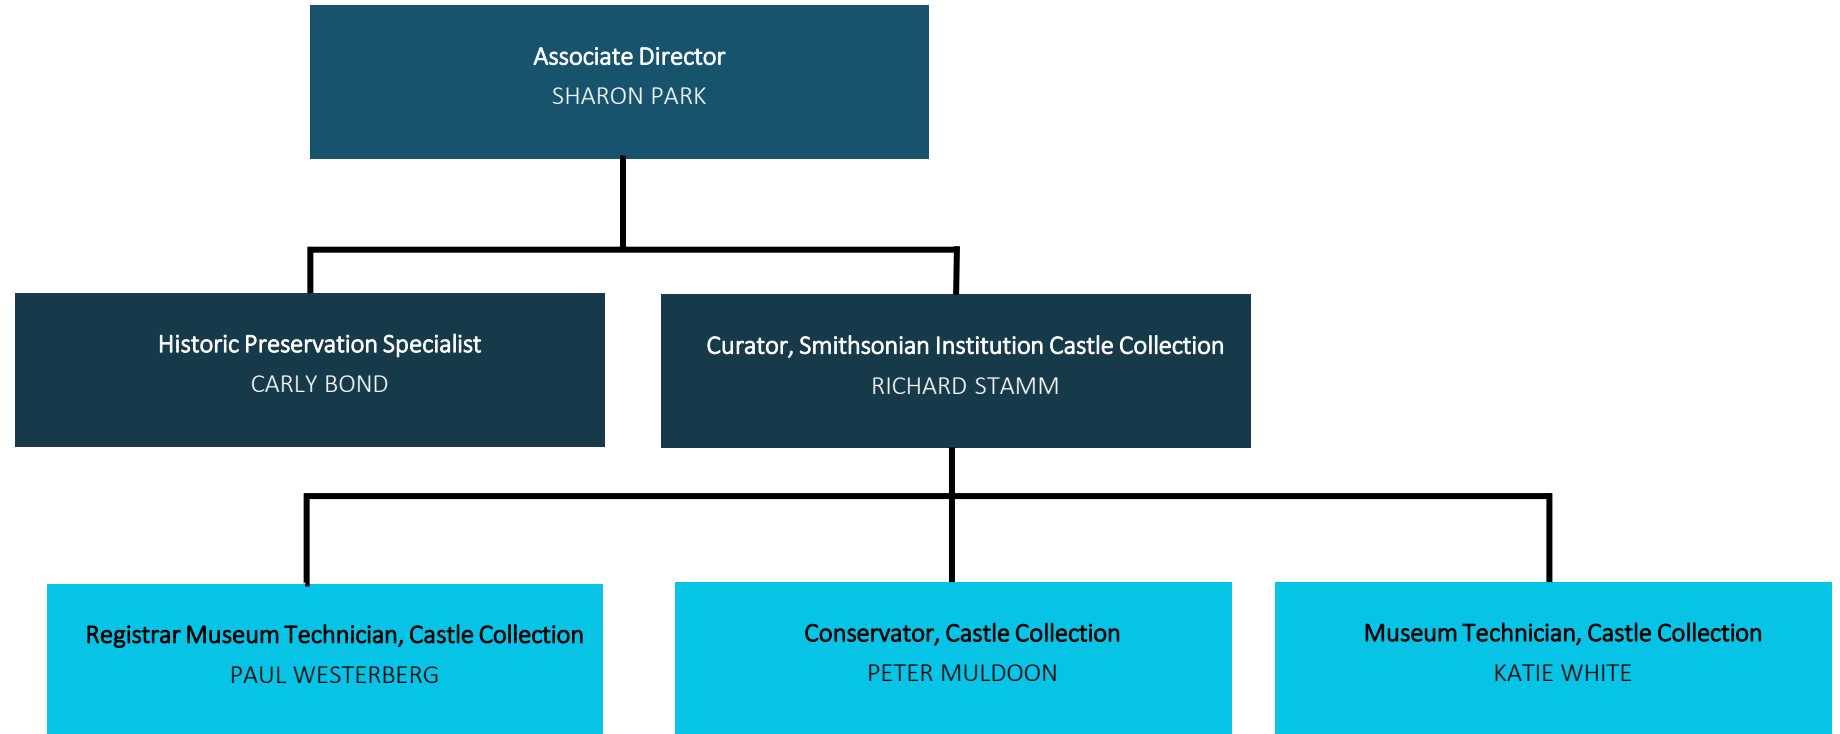 Associate Director
SHARON PARK
Historic Preservation Specialist
CARLY BOND
Curator, Smithsonian Institution Castle Collection
RICHARD STAMM
Registrar Museum Technician, Castle Collection
PAUL WESTERBERG
Conservator, Castle Collection
PETER MULDOON
Museum Technician, Castle Collection
KATIE WHITE